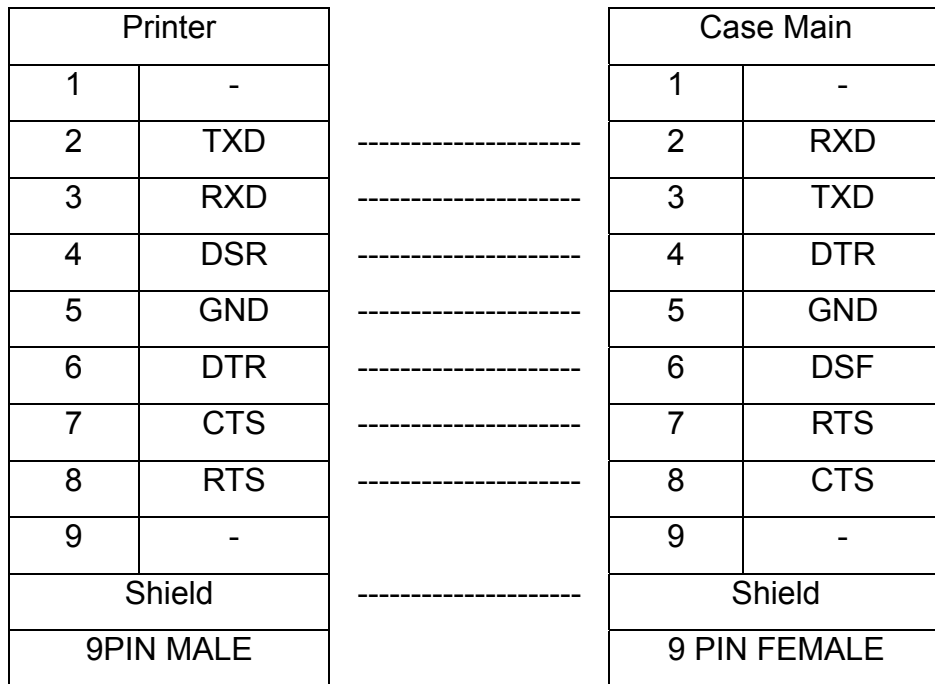 Printer Case Main
1 - 1 -
2 TXD --------------------- 2 RXD
3 RXD --------------------- 3 TXD
4 DSR --------------------- 4 DTR
5 GND --------------------- 5 GND
6 DTR --------------------- 6 DSF
7 CTS --------------------- 7 RTS
8 RTS --------------------- 8 CTS
9 - 9 -
Shield --------------------- Shield
9PIN MALE 9 PIN FEMALE